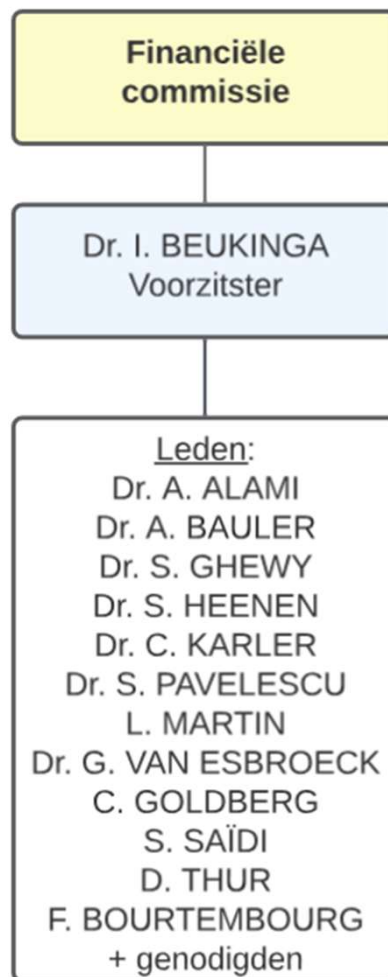 Financiële
commissie
Dr. I. BEUKINGA
Voorzitster
Leden:
Dr. A. ALAMI
Dr. A. BAULER
Dr. S. GHEWY
Dr. S. HEENEN
Dr. C. KARLER
Dr. S. PAVELESCU
L. MARTIN
Dr. G. VAN ESBROECK
C. GOLDBERG
S. SAÏDI
D. THUR
F. BOURTEMBOURG
+ genodigden